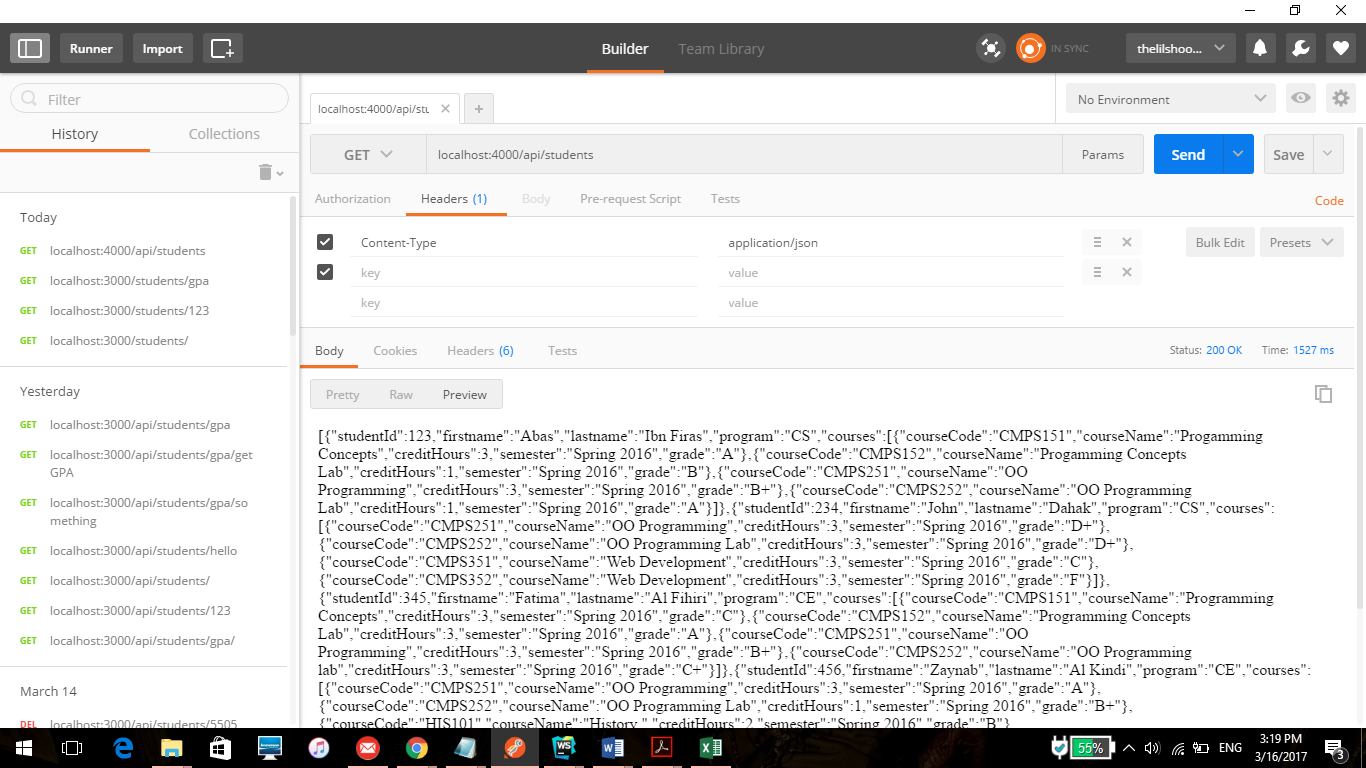 Runner
Import
Builder
Team Library
IN SYNC
thelilshoo...
Filter
History
Collections
Today
GET localhost:4000/api/students
GET localhost:3000/students/gpa
GET localhost:3000/students/123
GET localhost:3000/students/
Yesterday
GET localhost:3000/api/students/gpa
GET localhost:3000/api/students/gpa/get
GPA
GET localhost:3000/api/students/gpa/so
mething
GET localhost:3000/api/students/hello
GET localhost:3000/api/students/
GET localhost:3000/api/students/123
GET localhost:3000/api/students/gpa/
March 14
DEL localhost:3000/api/students/5505
localhost:4000/api/stu
No Environment
GET
localhost:4000/api/students
Params
Send
Save
Authorization
Headers (1)
Body
Pre-request Script
Tests
Code
Content-Type
application/json
Bulk Edit
Presets
key
value
key
value
Body
Cookies
Headers (6)
Tests
Status: 200 OK
Time: 1527 ms
Pretty
Raw
Preview
[{"studentId":123,"firstname":"Abas","lastname":"Ibn Firas","program":"CS","courses":[{"courseCode":"CMPS151","courseName":"Progamming
Concepts","creditHours":3,"semester":"Spring 2016","grade":"A"},{"courseCode":"CMPS152","courseName":"Progamming Concepts
Lab","creditHours":1,"semester":"Spring 2016","grade":"B"},{"courseCode":"CMPS251","courseName":"OO
Programming","creditHours":3,"semester":"Spring 2016","grade":"B+"},{"courseCode":"CMPS252","courseName":"OO Programming
Lab","creditHours":1,"semester":"Spring 2016","grade":"A"}]},{"studentId":234,"firstname":"John","lastname":"Dahak","program":"CS","courses":
[{"courseCode":"CMPS251","courseName":"OO Programming","creditHours":3,"semester":"Spring 2016","grade":"D+"},
{"courseCode":"CMPS252","courseName":"OO Programming Lab","creditHours":3,"semester":"Spring 2016","grade":"D+"},
{"courseCode":"CMPS351","courseName":"Web Development","creditHours":3,"semester":"Spring 2016","grade":"C"},
{"courseCode":"CMPS352","courseName":"Web Development","creditHours":3,"semester":"Spring 2016","grade":"F"}]},
{"studentId":345,"firstname":"Fatima","lastname":"Al Fihiri","program":"CE","courses":[{"courseCode":"CMPS151","courseName":"Programming
Concepts","creditHours":3,"semester":"Spring 2016","grade":"C"},{"courseCode":"CMPS152","courseName":"Programming Concepts
Lab","creditHours":3,"semester":"Spring 2016","grade":"A"},{"courseCode":"CMPS251","courseName":"OO
Programming","creditHours":3,"semester":"Spring 2016","grade":"B+"},{"courseCode":"CMPS252","courseName":"OO Programming
lab","creditHours":3,"semester":"Spring 2016","grade":"C+"}]},{"studentId":456,"firstname":"Zaynab","lastname":"Al Kindi","program":"CE","courses":
[{"courseCode":"CMPS251","courseName":"OO Programming","creditHours":3,"semester":"Spring 2016","grade":"A"},
{"courseCode":"CMPS252","courseName":"OO Programming Lab","creditHours":1,"semester":"Spring 2016","grade":"B+"},
{"courseCode":"HIS101","courseName":"History ","creditHours":2,"semester":"Spring 2016","grade":"B"},
55%
ENG
3:19 PM
3/16/2017
3